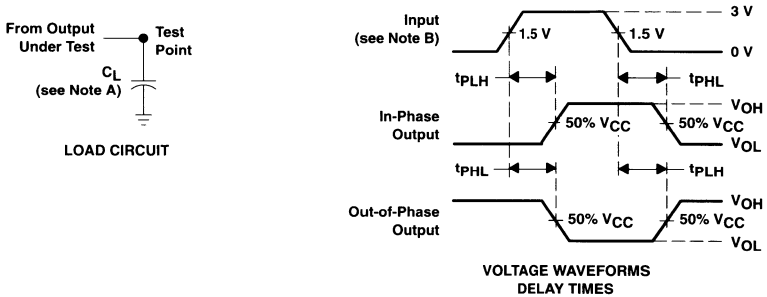 From Output
Under Test
Test
Point
CL
(see Note A)
LOAD CIRCUIT
Input
(see Note B)
1.5 V
1.5 V
3 V
0 V
tPLH
tPHL
In-Phase
Output
50% VCC
50% VCC
VOH
VOL
tPHL
tPLH
Out-of-Phase
Output
50% VCC
50% VCC
VOH
VOL
VOLTAGE WAVEFORMS
DELAY TIMES